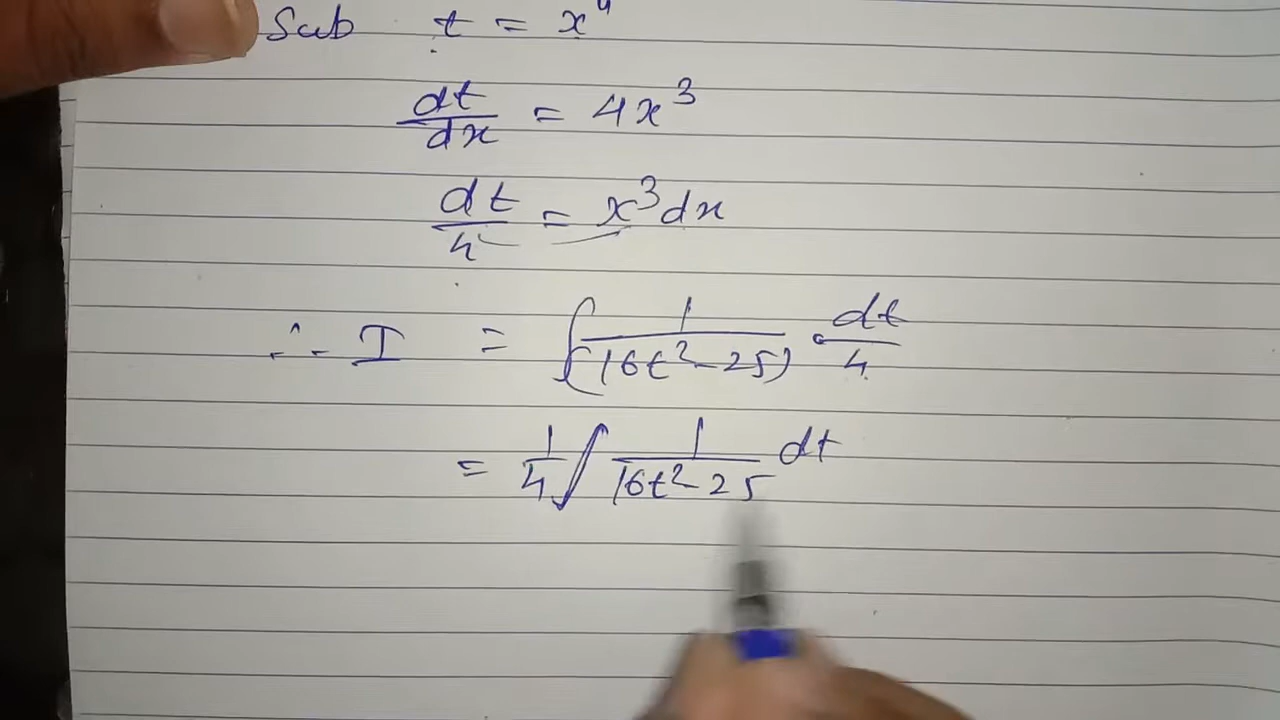 Sub t = x⁴
dt/dx = 4x³
dt/4 = x³dx
∴ I = ∫ 1/(16t²-25) · dt/4
= 1/4 ∫ 1/16t²-25 dt